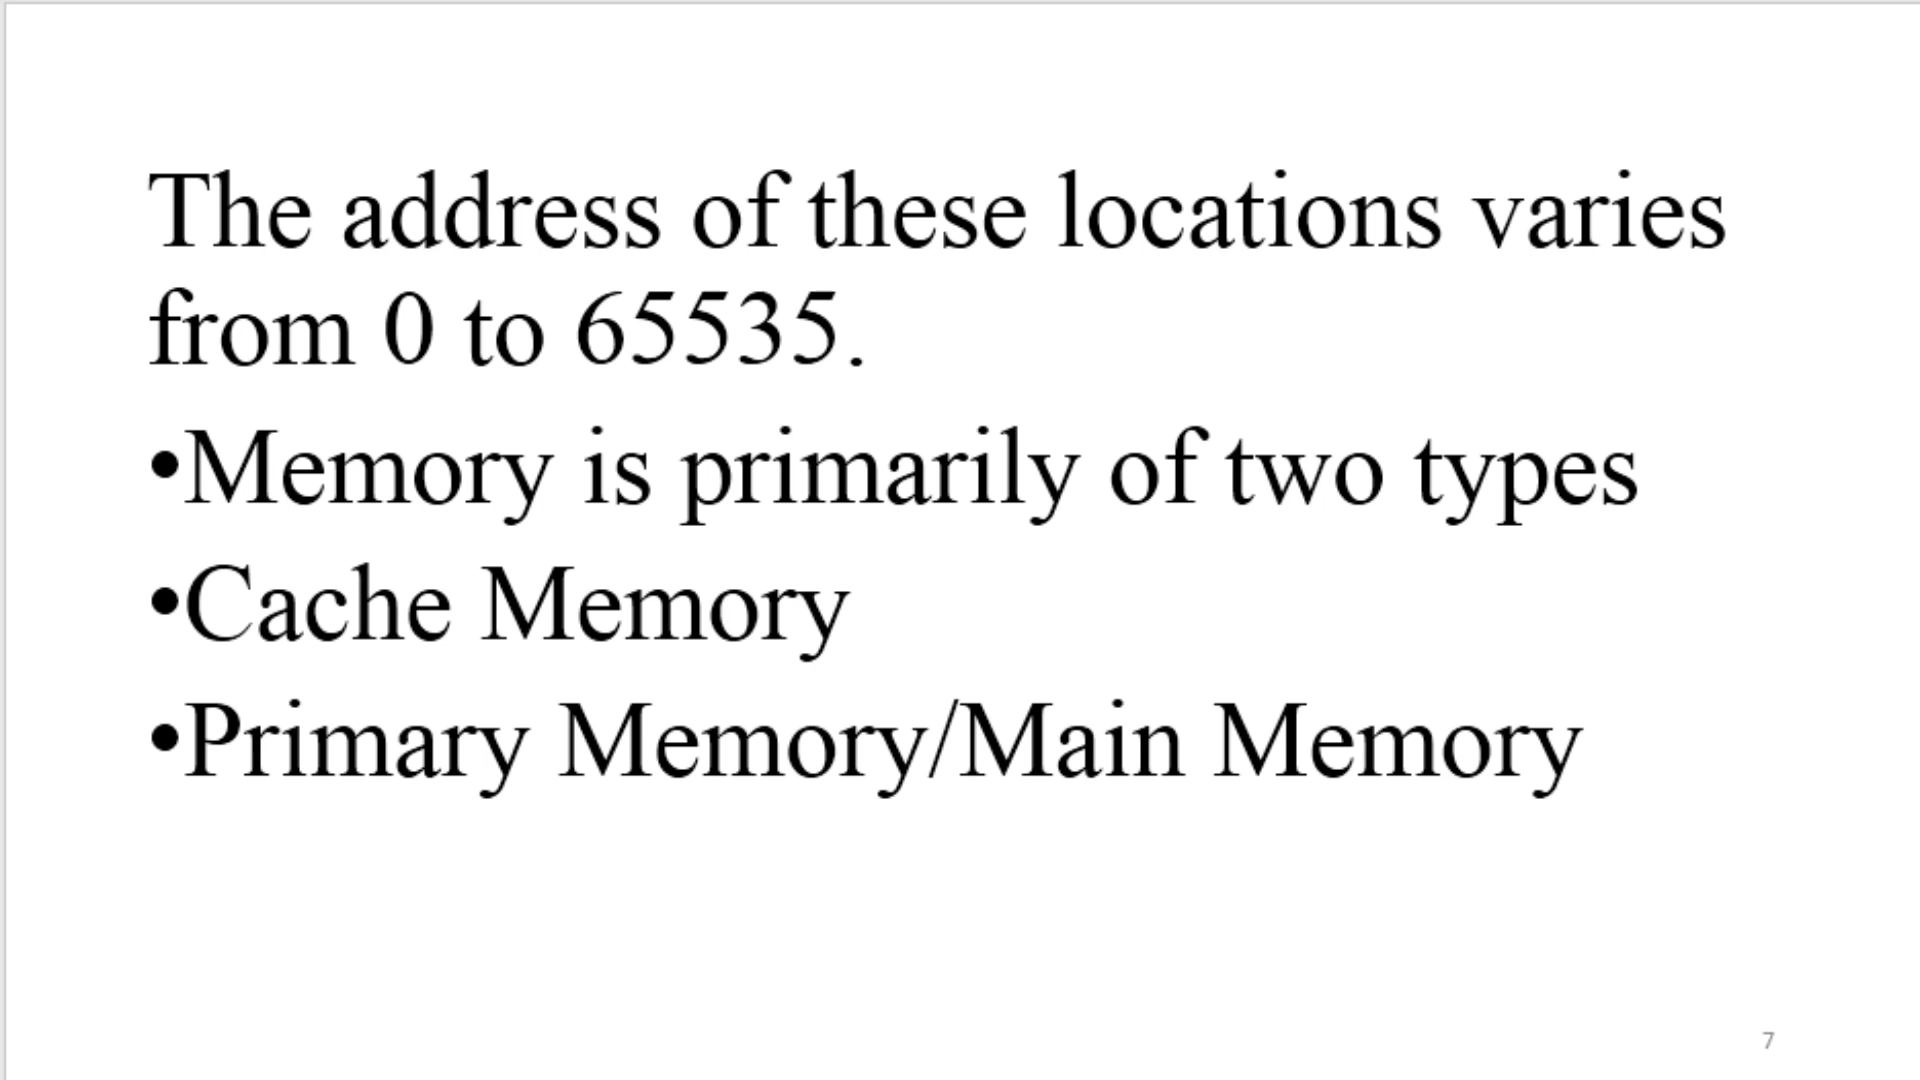 The address of these locations varies
from 0 to 65535.
•Memory is primarily of two types
•Cache Memory
•Primary Memory/Main Memory
7